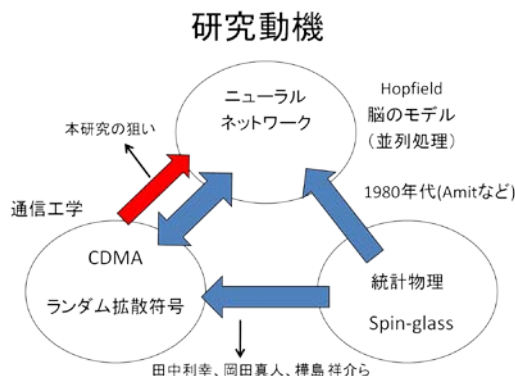 研究動機
ニューラル
ネットワーク
Hopfield
脳のモデル
(並列処理)
本研究の狙い
1980年代(Amitなど)
通信工学
CDMA
ランダム拡散符号
統計物理
Spin-glass
田中利幸、岡田真人、樺島祥介ら